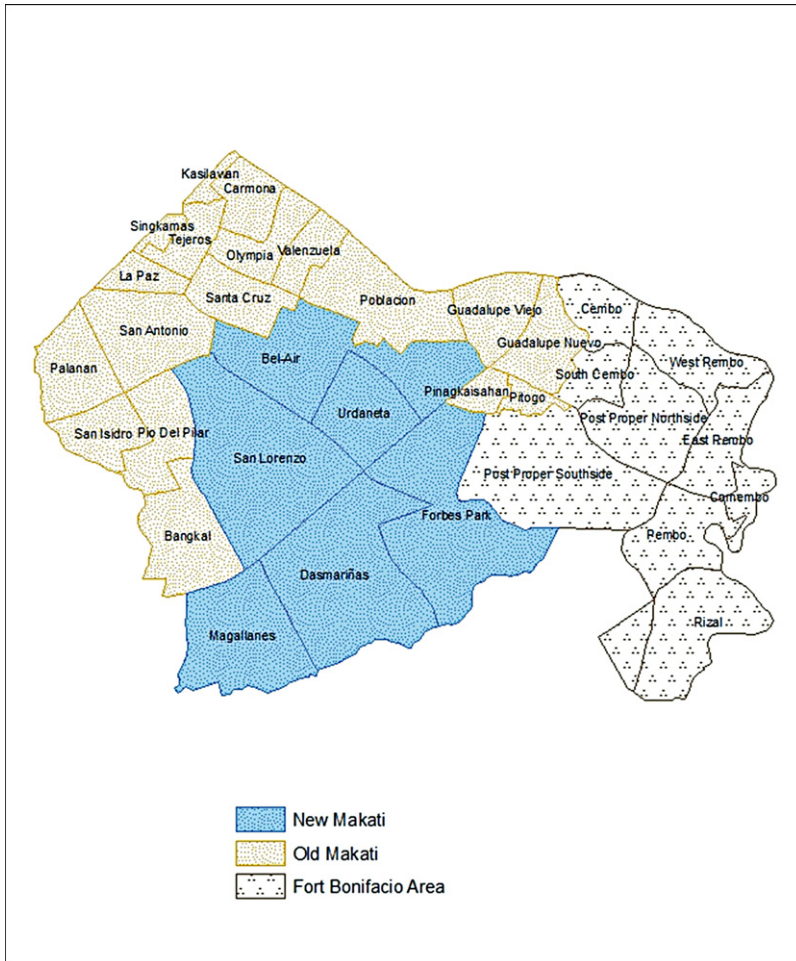 Kasilawan
Carmona
Singkamas
Tejeros
Olympia
Valenzuela
La Paz
Santa Cruz
Poblacion
San Antonio
Guadalupe Viejo
Cembo
Guadalupe Nuevo
Bel-Air
Palanan
South Cembo
West Rembo
Pinagkaisahan
Pitogo
Urdaneta
Post Proper Northside
San Isidro
Pio Del Pilar
East Rembo
San Lorenzo
Post Proper Southside
Comembo
Forbes Park
Bangkal
Pembo
Dasmariñas
Rizal
Magallanes
New Makati
Old Makati
Fort Bonifacio Area